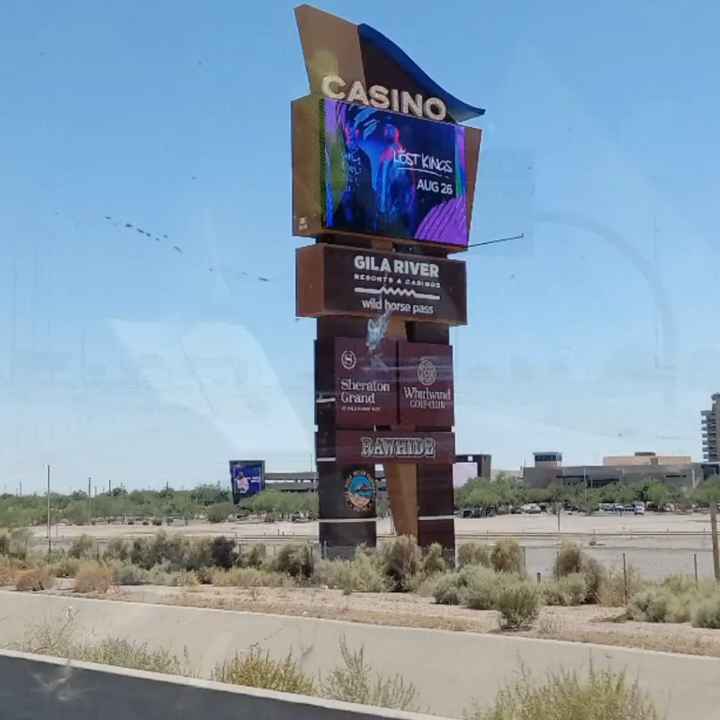 CASINO
LOST KINGS
AUG 26
GILA RIVER
RESORTS & CASINOS
wild horse pass
S
Sheraton
Grand
Whirlwind
GOLF CLUB
RAWHIDE